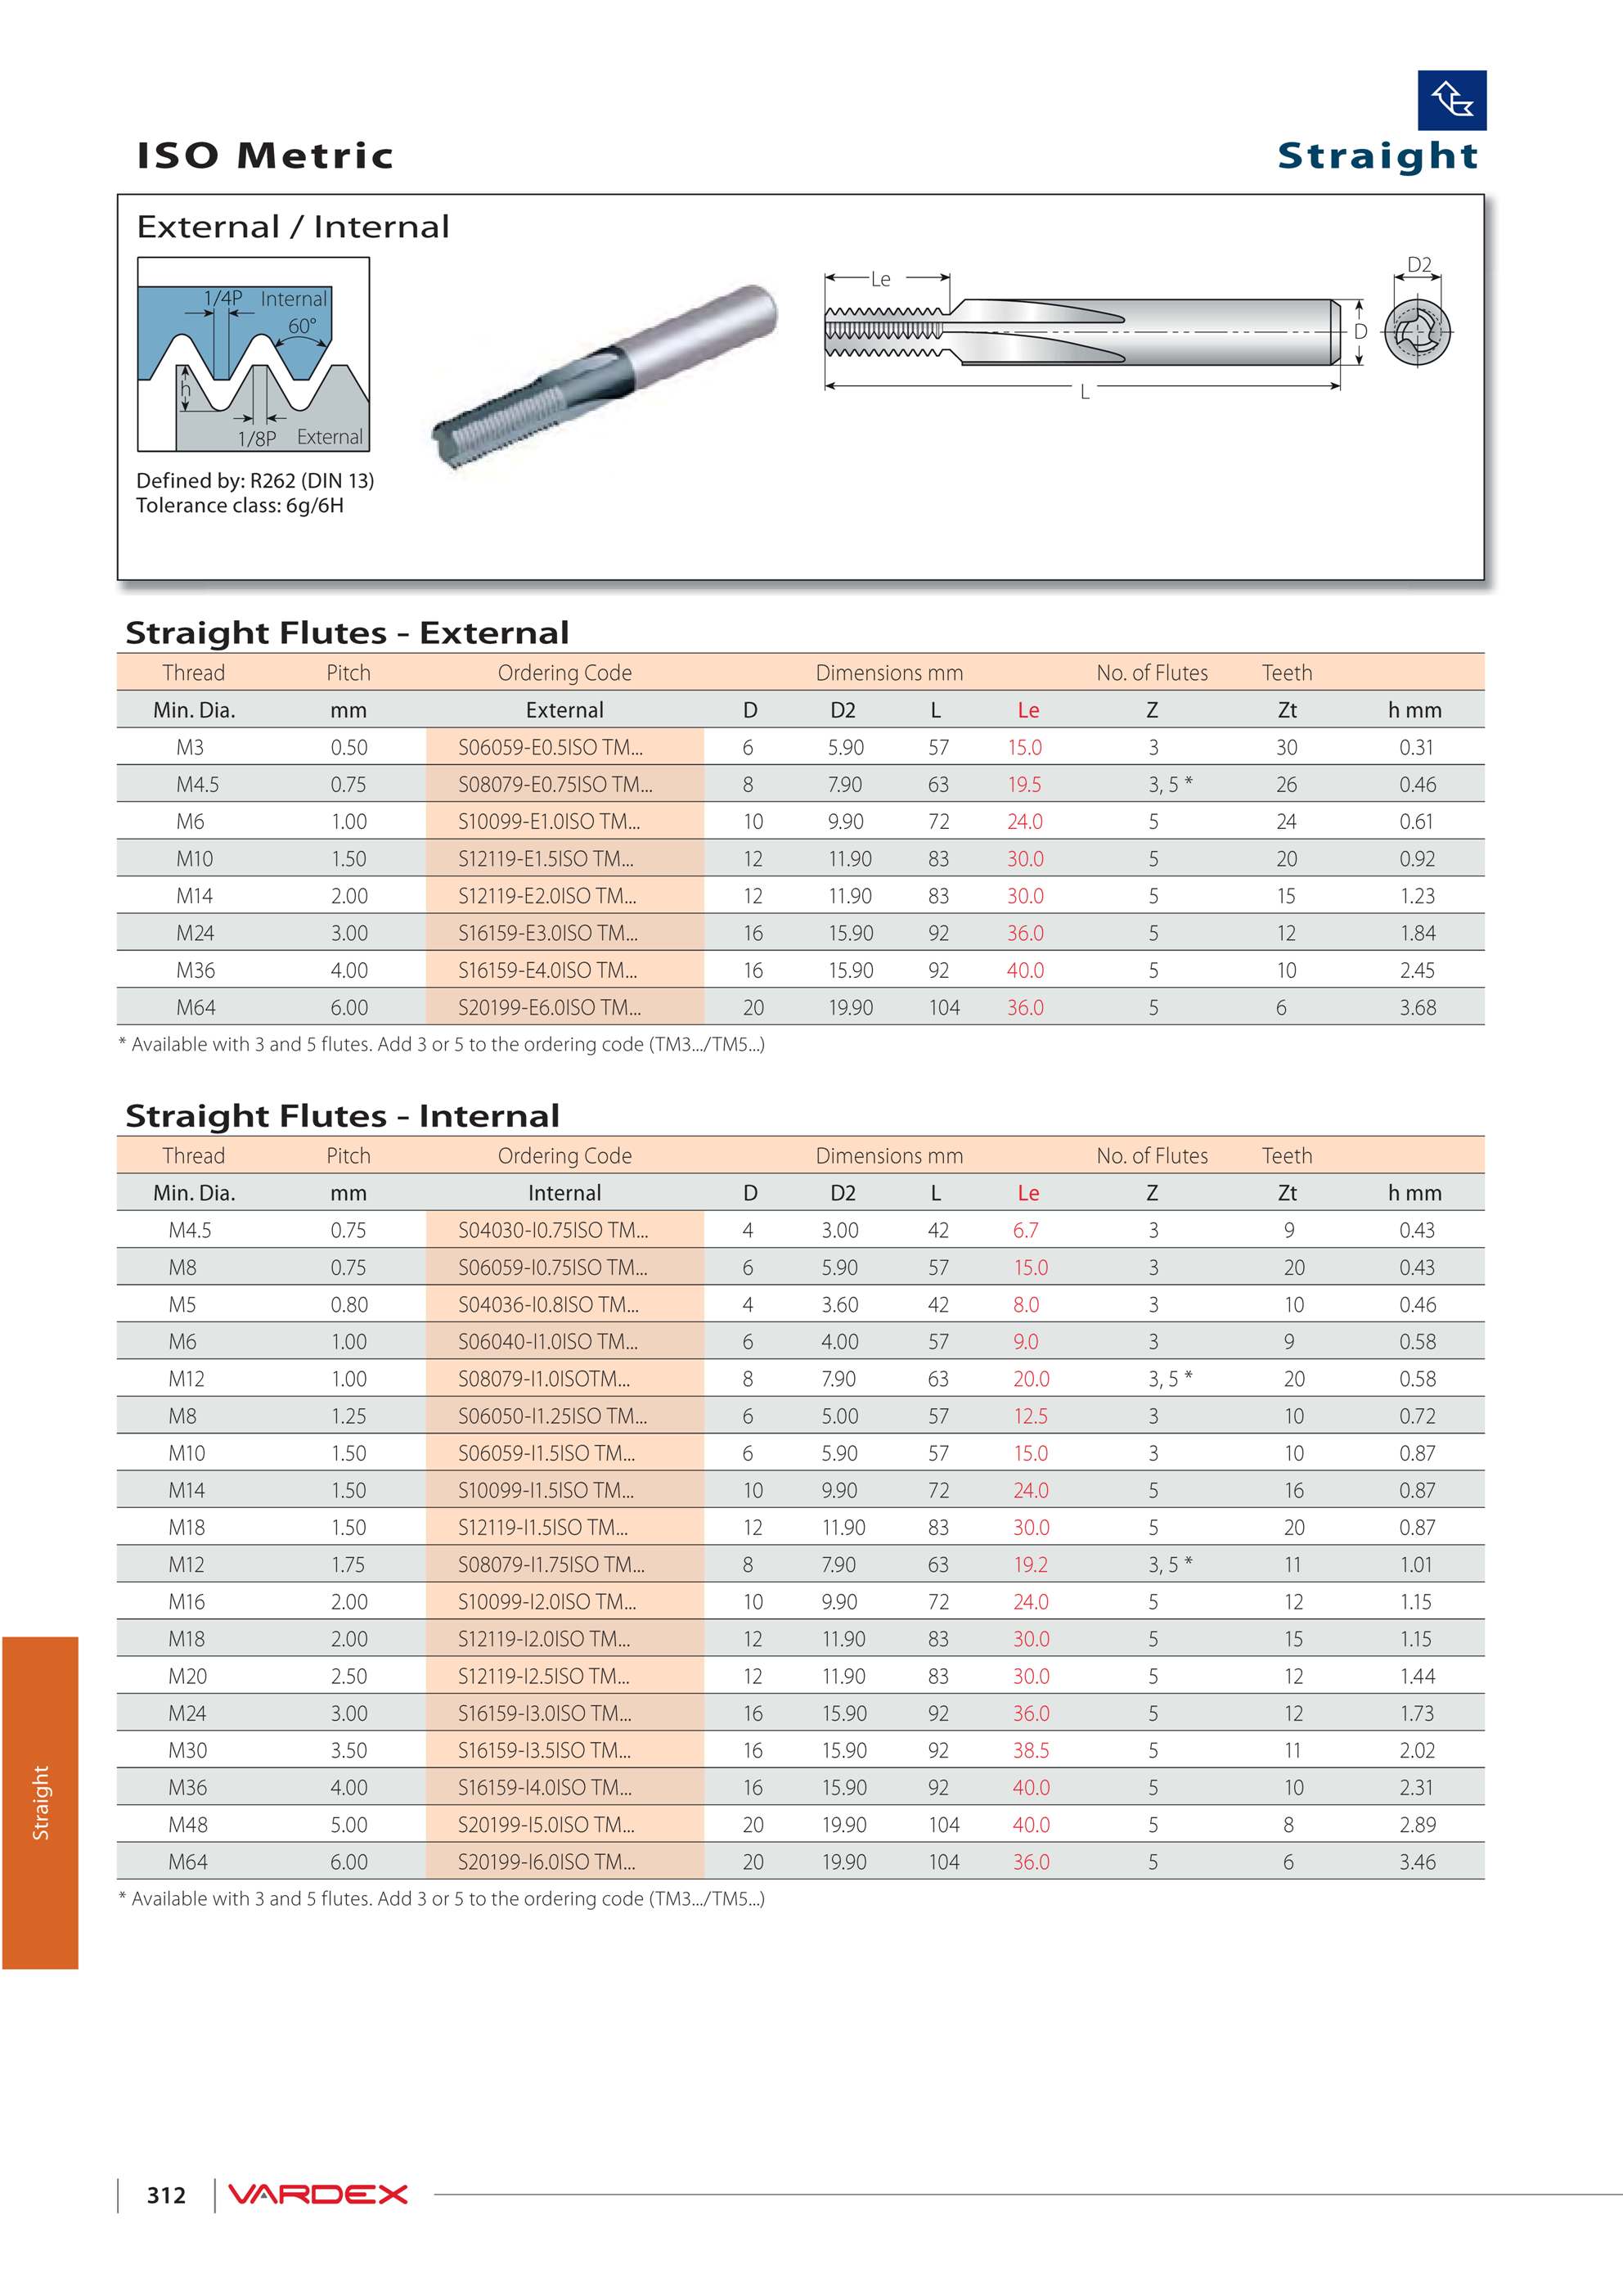 ISO Metric
Straight
External / Internal
1/4P Internal
60°
h
1/8P External
Defined by: R262 (DIN 13)
Tolerance class: 6g/6H
Le
L
D
D2
Straight Flutes - External
Thread Pitch Ordering Code Dimensions mm No. of Flutes Teeth
Min. Dia. mm External D D2 L Le Z Zt h mm
M3 0.50 S06059-E0.5ISO TM... 6 5.90 57 15.0 3 30 0.31
M4.5 0.75 S08079-E0.75ISO TM... 8 7.90 63 19.5 3, 5 * 26 0.46
M6 1.00 S10099-E1.0ISO TM... 10 9.90 72 24.0 5 24 0.61
M10 1.50 S12119-E1.5ISO TM... 12 11.90 83 30.0 5 20 0.92
M14 2.00 S12119-E2.0ISO TM... 12 11.90 83 30.0 5 15 1.23
M24 3.00 S16159-E3.0ISO TM... 16 15.90 92 36.0 5 12 1.84
M36 4.00 S16159-E4.0ISO TM... 16 15.90 92 40.0 5 10 2.45
M64 6.00 S20199-E6.0ISO TM... 20 19.90 104 36.0 5 6 3.68
* Available with 3 and 5 flutes. Add 3 or 5 to the ordering code (TM3.../TM5...)
Straight Flutes - Internal
Thread Pitch Ordering Code Dimensions mm No. of Flutes Teeth
Min. Dia. mm Internal D D2 L Le Z Zt h mm
M4.5 0.75 S04030-I0.75ISO TM... 4 3.00 42 6.7 3 9 0.43
M8 0.75 S06059-I0.75ISO TM... 6 5.90 57 15.0 3 20 0.43
M5 0.80 S04036-I0.8ISO TM... 4 3.60 42 8.0 3 10 0.46
M6 1.00 S06040-I1.0ISO TM... 6 4.00 57 9.0 3 9 0.58
M12 1.00 S08079-I1.0ISOTM... 8 7.90 63 20.0 3, 5 * 20 0.58
M8 1.25 S06050-I1.25ISO TM... 6 5.00 57 12.5 3 10 0.72
M10 1.50 S06059-I1.5ISO TM... 6 5.90 57 15.0 3 10 0.87
M14 1.50 S10099-I1.5ISO TM... 10 9.90 72 24.0 5 16 0.87
M18 1.50 S12119-I1.5ISO TM... 12 11.90 83 30.0 5 20 0.87
M12 1.75 S08079-I1.75ISO TM... 8 7.90 63 19.2 3, 5 * 11 1.01
M16 2.00 S10099-I2.0ISO TM... 10 9.90 72 24.0 5 12 1.15
M18 2.00 S12119-I2.0ISO TM... 12 11.90 83 30.0 5 15 1.15
M20 2.50 S12119-I2.5ISO TM... 12 11.90 83 30.0 5 12 1.44
M24 3.00 S16159-I3.0ISO TM... 16 15.90 92 36.0 5 12 1.73
M30 3.50 S16159-I3.5ISO TM... 16 15.90 92 38.5 5 11 2.02
M36 4.00 S16159-I4.0ISO TM... 16 15.90 92 40.0 5 10 2.31
M48 5.00 S20199-I5.0ISO TM... 20 19.90 104 40.0 5 8 2.89
M64 6.00 S20199-I6.0ISO TM... 20 19.90 104 36.0 5 6 3.46
* Available with 3 and 5 flutes. Add 3 or 5 to the ordering code (TM3.../TM5...)
Straight
312 VARDEX